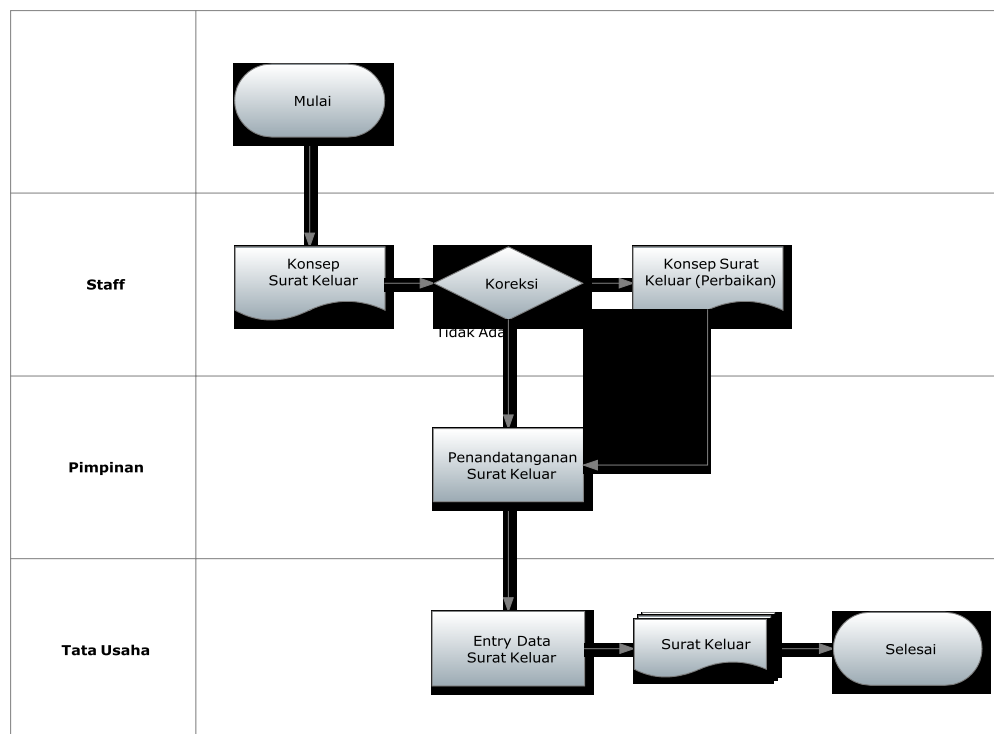 Mulai
Staff
Konsep
Surat Keluar
Koreksi
Konsep Surat
Keluar (Perbaikan)
Tidak Ada
Pimpinan
Penandatanganan
Surat Keluar
Tata Usaha
Entry Data
Surat Keluar
Surat Keluar
Selesai